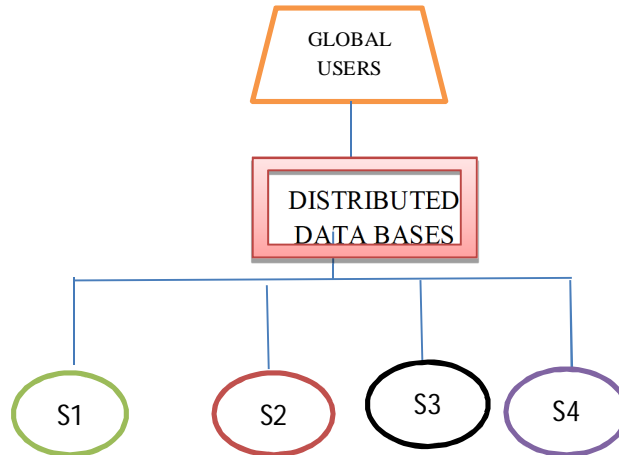 GLOBAL
USERS
DISTRIBUTED
DATA BASES
S1
S2
S3
S4